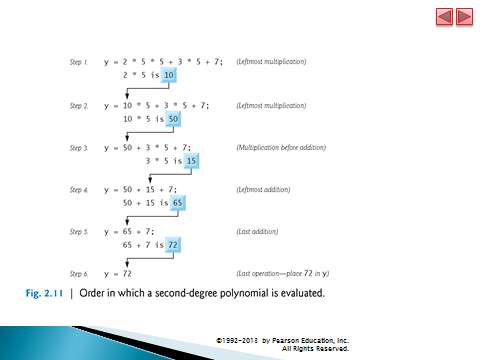 Step 1. y = 2 * 5 * 5 + 3 * 5 + 7; (Leftmost multiplication)
2 * 5 is 10
Step 2. y = 10 * 5 + 3 * 5 + 7; (Leftmost multiplication)
10 * 5 is 50
Step 3. y = 50 + 3 * 5 + 7; (Multiplication before addition)
3 * 5 is 15
Step 4. y = 50 + 15 + 7; (Leftmost addition)
50 + 15 is 65
Step 5. y = 65 + 7; (Last addition)
65 + 7 is 72
Step 6. y = 72 (Last operation—place 72 in y)
Fig. 2.11 | Order in which a second-degree polynomial is evaluated.
©1992-2018 by Pearson Education, Inc.
All Rights Reserved.